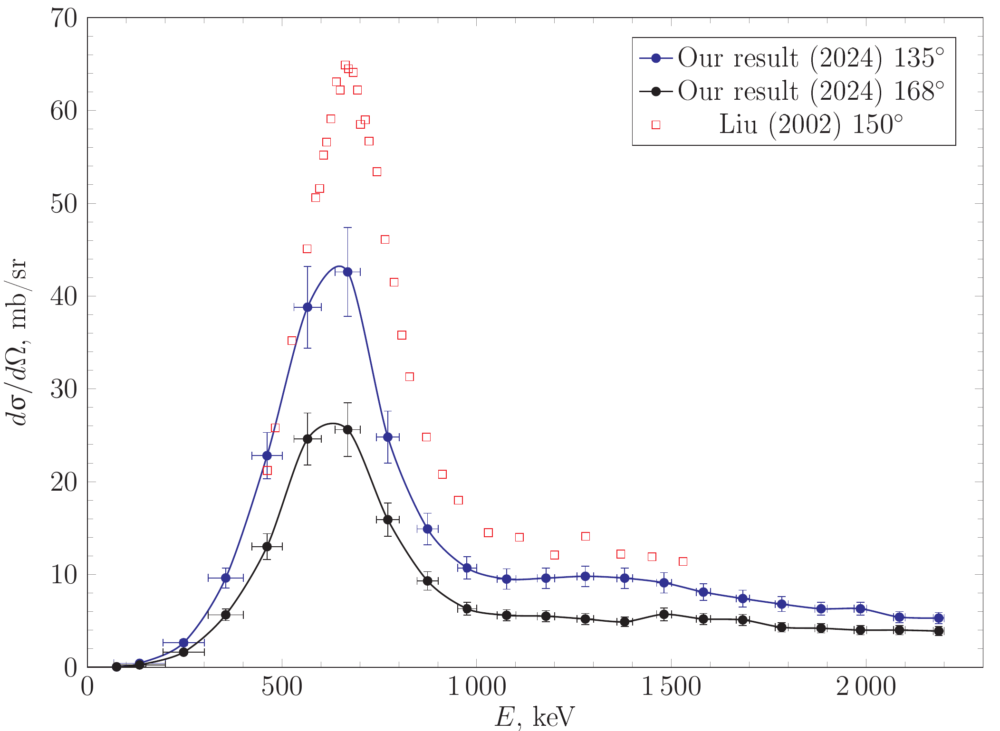 70
60
50
40
30
20
10
0
dσ/dΩ, mb/sr
Our result (2024) 135°
Our result (2024) 168°
Liu (2002) 150°
0 500 1 000 1 500 2 000
E, keV